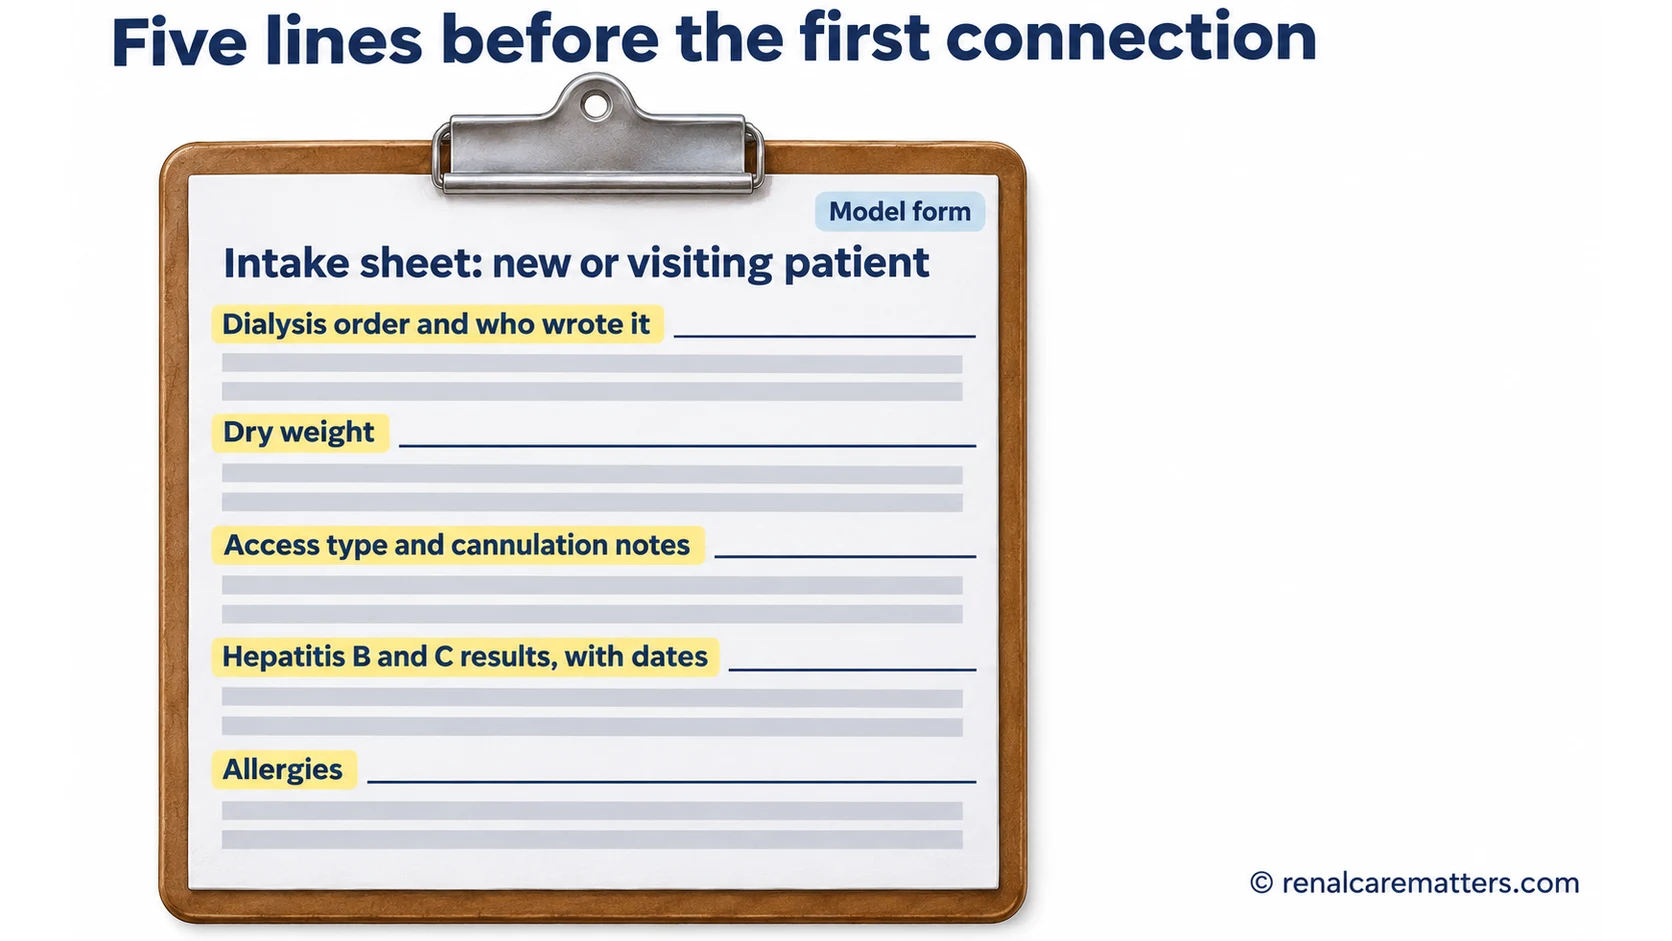 Five lines before the first connection
Model form
Intake sheet: new or visiting patient
Dialysis order and who wrote it
Dry weight
Access type and cannulation notes
Hepatitis B and C results, with dates
Allergies
© renalcarematters.com